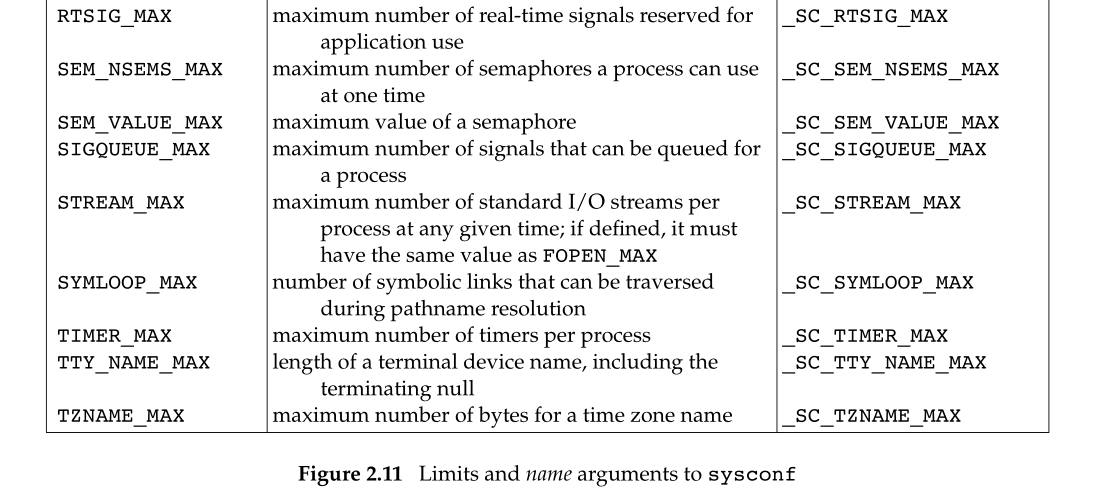 RTSIG_MAX maximum number of real-time signals reserved for _SC_RTSIG_MAX
application use
SEM_NSEMS_MAX maximum number of semaphores a process can use _SC_SEM_NSEMS_MAX
at one time
SEM_VALUE_MAX maximum value of a semaphore _SC_SEM_VALUE_MAX
SIGQUEUE_MAX maximum number of signals that can be queued for _SC_SIGQUEUE_MAX
a process
STREAM_MAX maximum number of standard I/O streams per _SC_STREAM_MAX
process at any given time; if defined, it must
have the same value as FOPEN_MAX
SYMLOOP_MAX number of symbolic links that can be traversed _SC_SYMLOOP_MAX
during pathname resolution
TIMER_MAX maximum number of timers per process _SC_TIMER_MAX
TTY_NAME_MAX length of a terminal device name, including the _SC_TTY_NAME_MAX
terminating null
TZNAME_MAX maximum number of bytes for a time zone name _SC_TZNAME_MAX
Figure 2.11 Limits and name arguments to sysconf